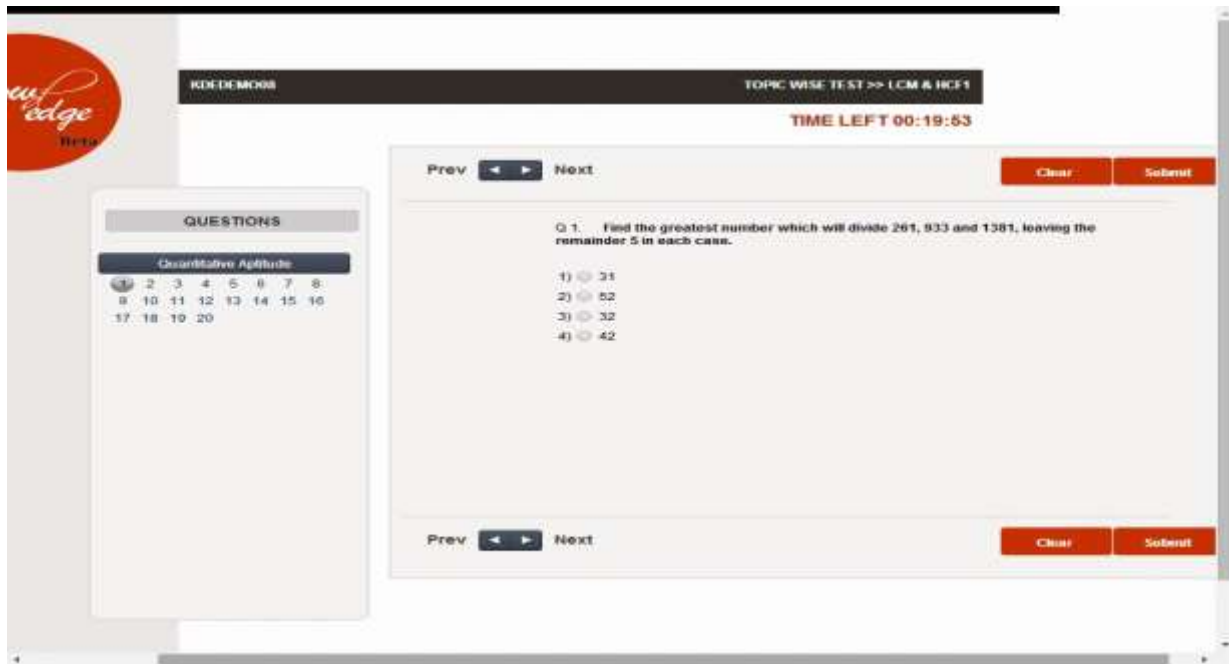 edge
Beta
KDEDEMO08
TOPIC WISE TEST >> LCM & HCF1
TIME LEFT 00:19:53
Prev Next
Clear Submit
QUESTIONS
Quantitative Aptitude
1 2 3 4 5 6 7 8
9 10 11 12 13 14 15 16
17 18 19 20
Q 1. Find the greatest number which will divide 261, 933 and 1381, leaving the
remainder 5 in each case.
1) 31
2) 52
3) 32
4) 42
Prev Next
Clear Submit